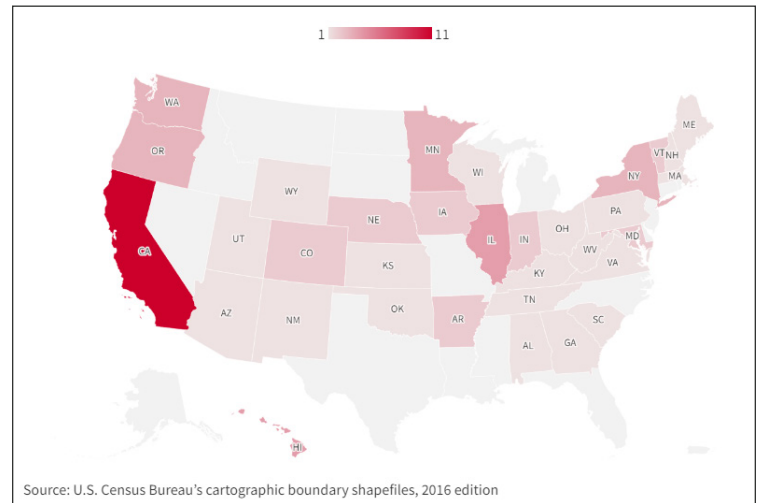 1 11
WA
ME
OR
MN
VT NH
WI
NY
MA
WY
IA
PA
NE
IL
IN
OH
MD
UT
CO
WV
CA
KS
KY
VA
AZ
NM
OK
TN
AR
SC
AL
GA
HI
Source: U.S. Census Bureau’s cartographic boundary shapefiles, 2016 edition